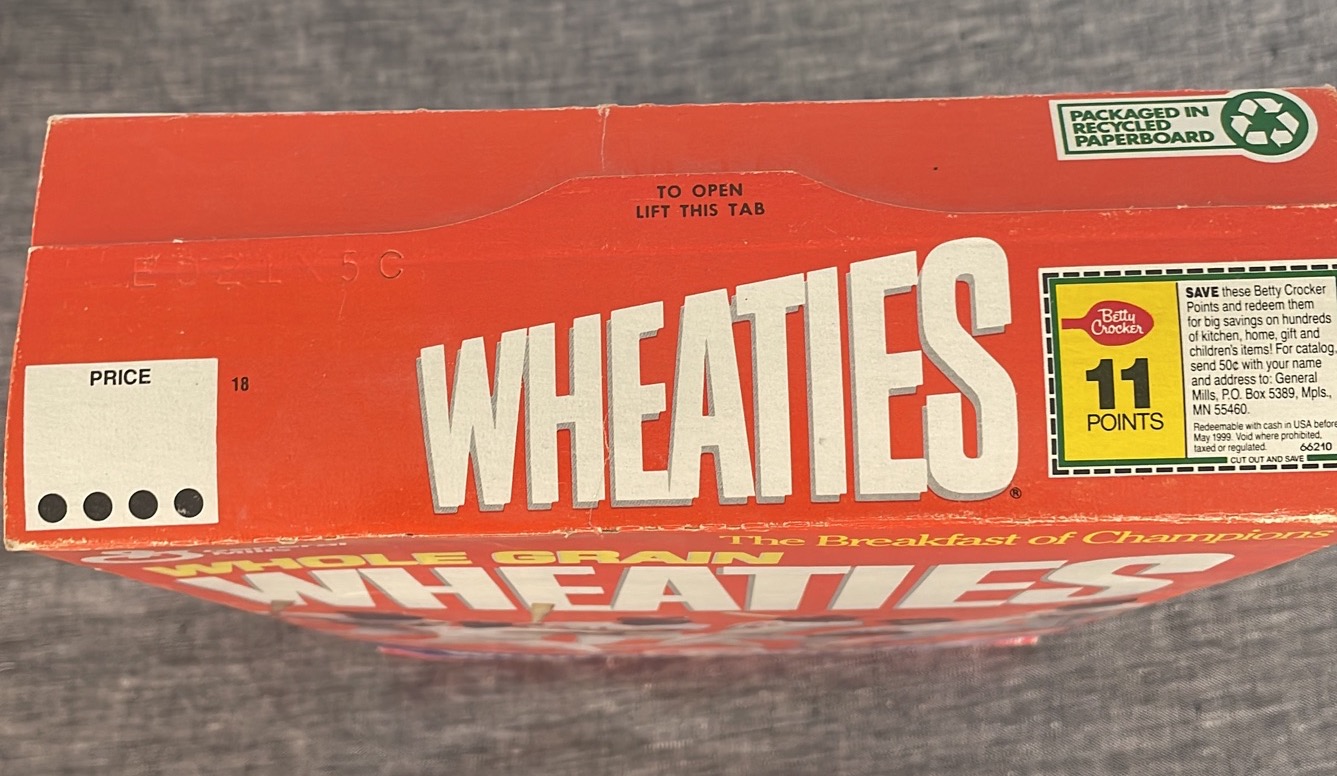 PACKAGED IN
RECYCLED
PAPERBOARD
TO OPEN
LIFT THIS TAB
5 C
PRICE
18
WHEATIES®
Betty
Crocker
11
POINTS
SAVE these Betty Crocker
Points and redeem them
for big savings on hundreds
of kitchen, home, gift and
children's items! For catalog,
send 50¢ with your name
and address to: General
Mills, P.O. Box 5389, Mpls.,
MN 55460.
Redeemable with cash in USA before
May 1999. Void where prohibited,
taxed or regulated. 66210
CUT OUT AND SAVE
The Breakfast of Champions
WHOLE GRAIN
WHEATIES